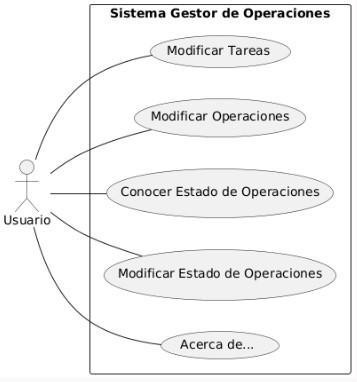 Sistema Gestor de Operaciones
Modificar Tareas
Modificar Operaciones
Conocer Estado de Operaciones
Usuario
Modificar Estado de Operaciones
Acerca de...